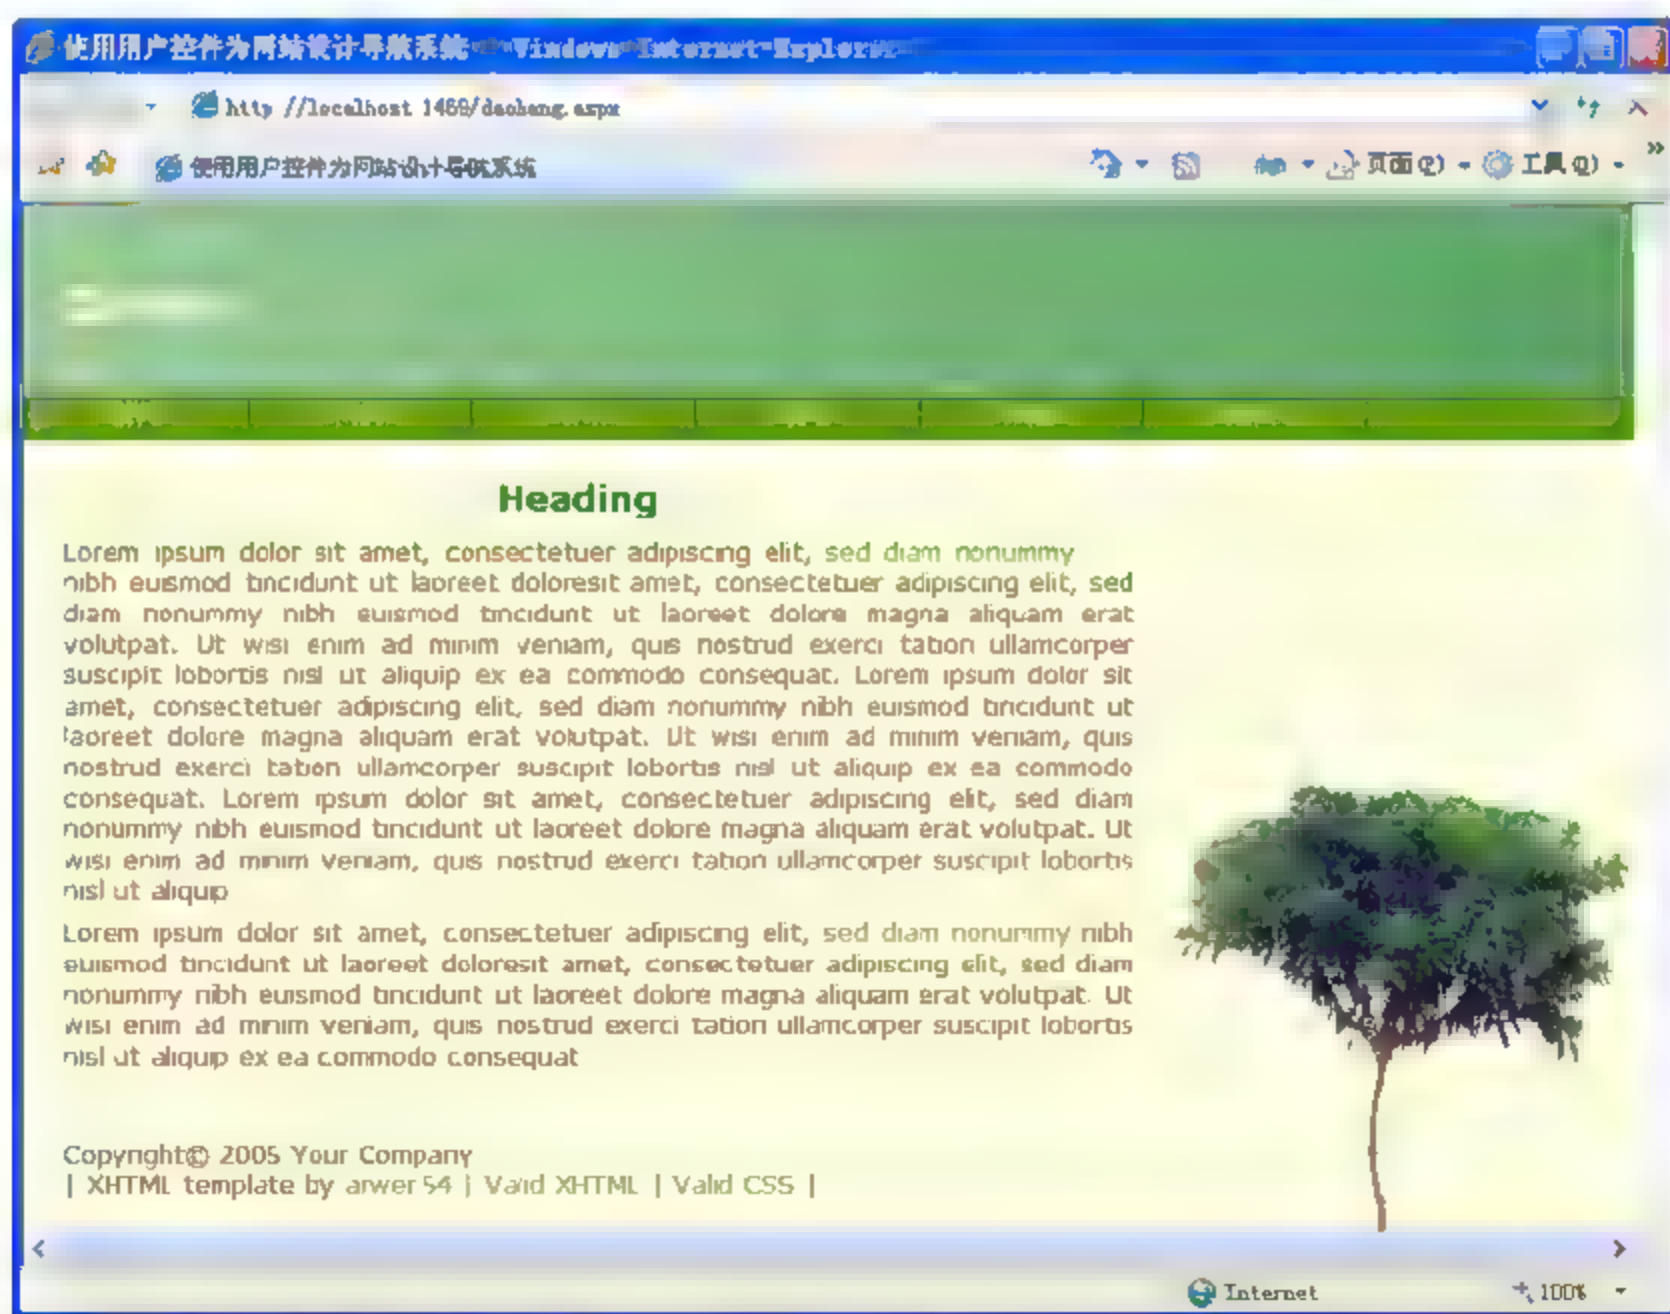 使用用户控件为网站设计导航系统 - Windows Internet Explorer
http://localhost:1469/daohang.aspx
使用用户控件为网站设计导航系统
页面(P)
工具(O)
Heading
Lorem ipsum dolor sit amet, consectetuer adipiscing elit, sed diam nonummy
nibh euismod tincidunt ut laoreet doloresit amet, consectetuer adipiscing elit, sed
diam nonummy nibh euismod tincidunt ut laoreet dolore magna aliquam erat
volutpat. Ut wisi enim ad minim veniam, quis nostrud exerci tation ullamcorper
suscipit lobortis nisl ut aliquip ex ea commodo consequat. Lorem ipsum dolor sit
amet, consectetuer adipiscing elit, sed diam nonummy nibh euismod tincidunt ut
laoreet dolore magna aliquam erat volutpat. Ut wisi enim ad minim veniam, quis
nostrud exerci tation ullamcorper suscipit lobortis nisl ut aliquip ex ea commodo
consequat. Lorem ipsum dolor sit amet, consectetuer adipiscing elit, sed diam
nonummy nibh euismod tincidunt ut laoreet dolore magna aliquam erat volutpat. Ut
wisi enim ad minim veniam, quis nostrud exerci tation ullamcorper suscipit lobortis
nisl ut aliquip
Lorem ipsum dolor sit amet, consectetuer adipiscing elit, sed diam nonummy nibh
euismod tincidunt ut laoreet doloresit amet, consectetuer adipiscing elit, sed diam
nonummy nibh euismod tincidunt ut laoreet dolore magna aliquam erat volutpat. Ut
wisi enim ad minim veniam, quis nostrud exerci tation ullamcorper suscipit lobortis
nisl ut aliquip ex ea commodo consequat
Copyright© 2005 Your Company
| XHTML template by arwen54 | Valid XHTML | Valid CSS |
Internet
100%